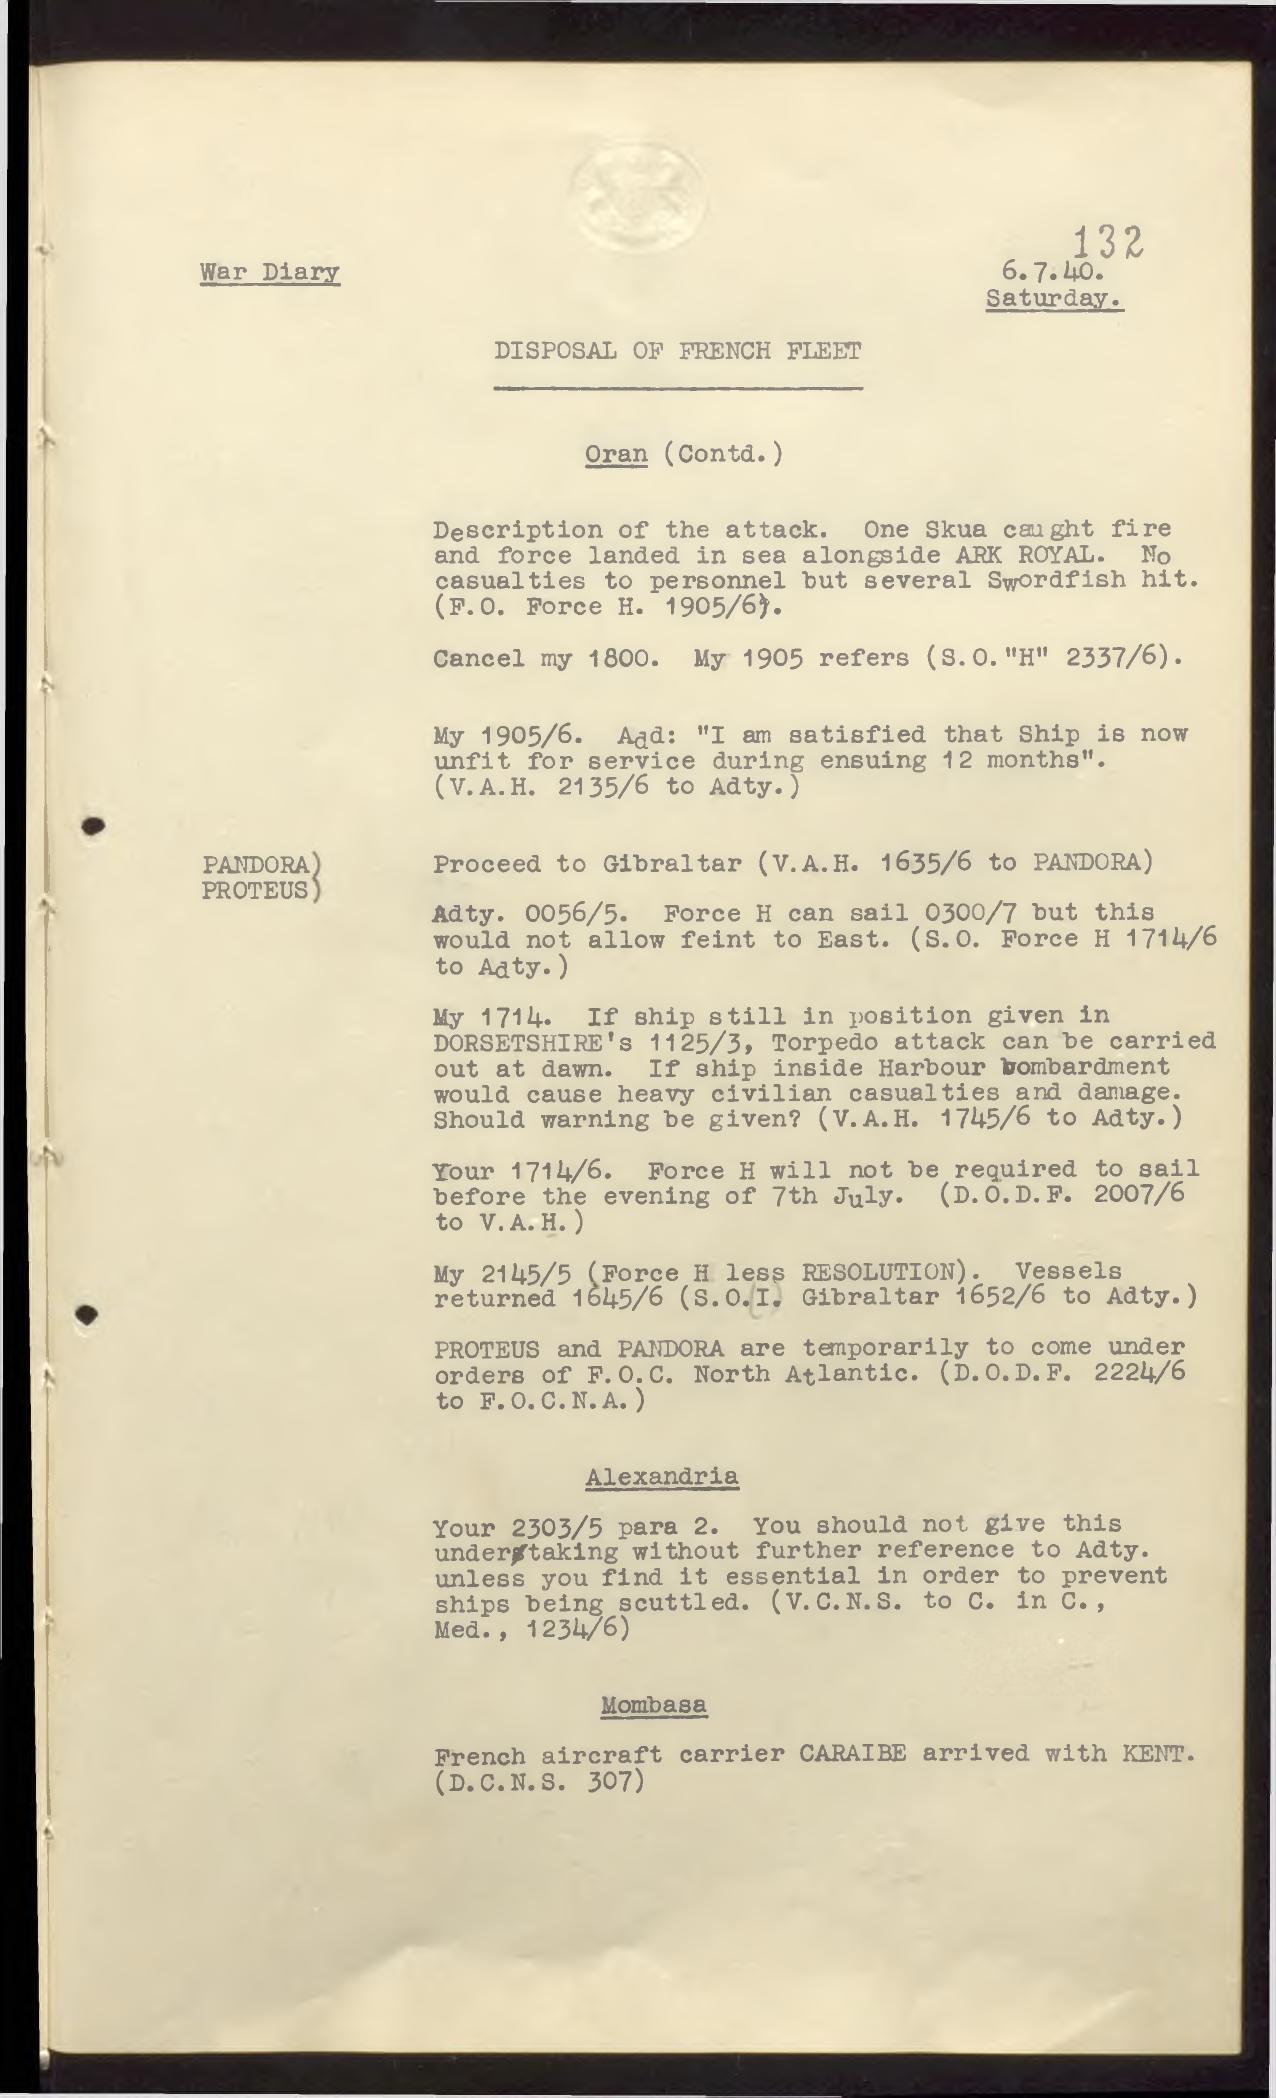 132
War Diary
6.7.40.
Saturday.
DISPOSAL OF FRENCH FLEET
Oran (Contd.)
Description of the attack. One Skua caught fire
and force landed in sea alongside ARK ROYAL. No
casualties to personnel but several Swordfish hit.
(F.O. Force H. 1905/6).
Cancel my 1800. My 1905 refers (S.O."H" 2337/6).
My 1905/6. Add: "I am satisfied that Ship is now
unfit for service during ensuing 12 months".
(V.A.H. 2135/6 to Adty.)
PANDORA)
PROTEUS)
Proceed to Gibraltar (V.A.H. 1635/6 to PANDORA)
Adty. 0056/5. Force H can sail 0300/7 but this
would not allow feint to East. (S.O. Force H 1714/6
to Adty.)
My 1714. If ship still in position given in
DORSETSHIRE's 1125/3, Torpedo attack can be carried
out at dawn. If ship inside Harbour bombardment
would cause heavy civilian casualties and damage.
Should warning be given? (V.A.H. 1745/6 to Adty.)
Your 1714/6. Force H will not be required to sail
before the evening of 7th July. (D.O.D.F. 2007/6
to V.A.H.)
My 2145/5 (Force H less RESOLUTION). Vessels
returned 1645/6 (S.O.(I) Gibraltar 1652/6 to Adty.)
PROTEUS and PANDORA are temporarily to come under
orders of F.O.C. North Atlantic. (D.O.D.F. 2224/6
to F.O.C.N.A.)
Alexandria
Your 2303/5 para 2. You should not give this
undertaking without further reference to Adty.
unless you find it essential in order to prevent
ships being scuttled. (V.C.N.S. to C. in C.,
Med., 1234/6)
Mombasa
French aircraft carrier CARAIBE arrived with KENT.
(D.C.N.S. 307)